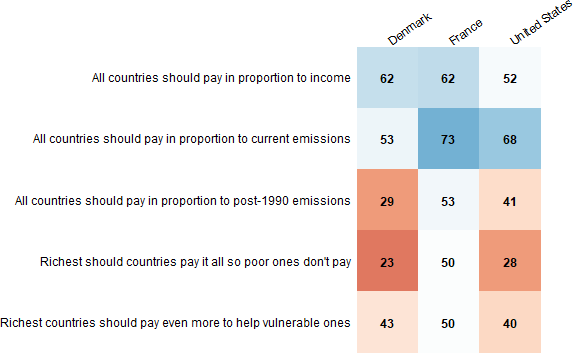 Denmark France United States
All countries should pay in proportion to income 62 62 52
All countries should pay in proportion to current emissions 53 73 68
All countries should pay in proportion to post-1990 emissions 29 53 41
Richest should countries pay it all so poor ones don't pay 23 50 28
Richest countries should pay even more to help vulnerable ones 43 50 40